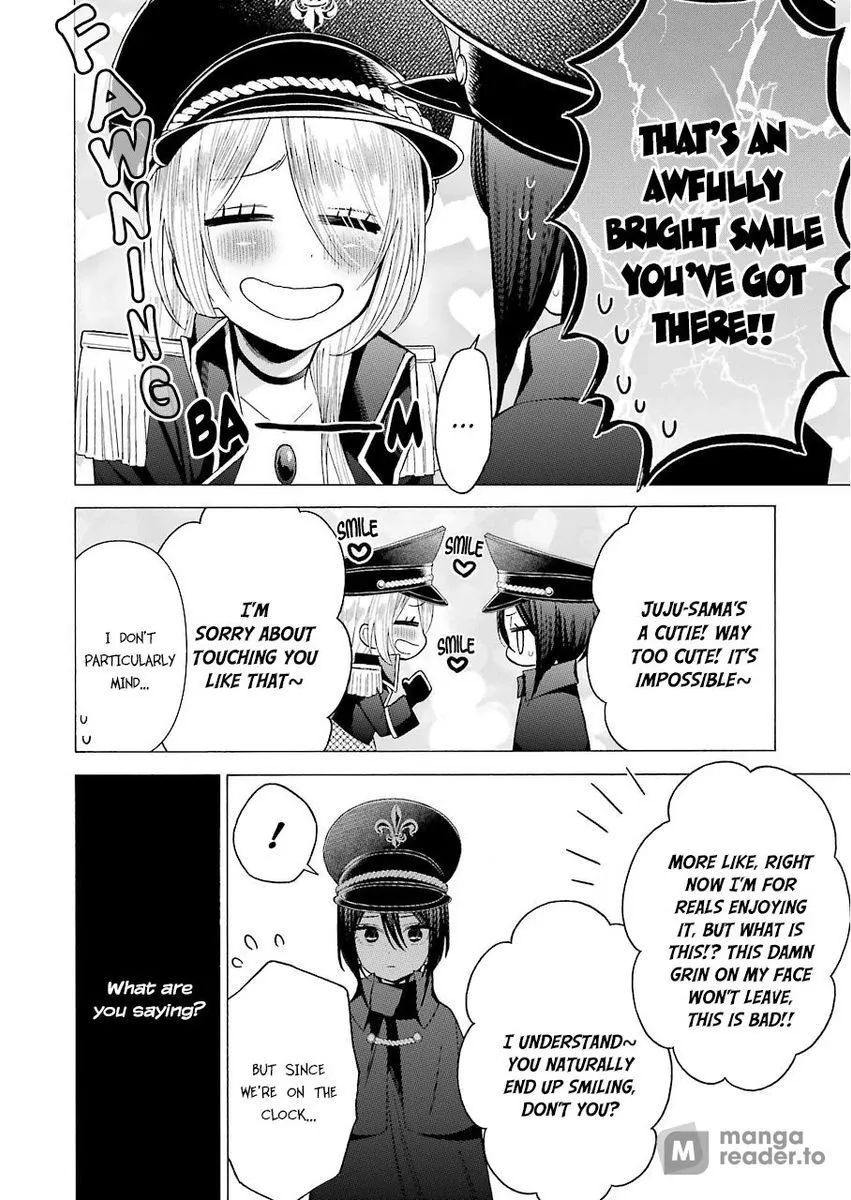 THAT'S AN
AWFULLY
BRIGHT SMILE
YOU'VE GOT
THERE!!
FAWNING
...
BA——M
JUJU-SAMA'S
A CUTIE! WAY
TOO CUTE! IT'S
IMPOSSIBLE~
SMILE
SMILE
SMILE
I'M
SORRY ABOUT
TOUCHING YOU
LIKE THAT~
I DON'T
PARTICULARLY
MIND...
MORE LIKE, RIGHT
NOW I'M FOR
REALS ENJOYING
IT, BUT WHAT IS
THIS!? THIS DAMN
GRIN ON MY FACE
WON'T LEAVE,
THIS IS BAD!!
I UNDERSTAND~
YOU NATURALLY
END UP SMILING,
DON'T YOU?
!
BUT SINCE
WE'RE ON THE
CLOCK...
What are
you saying?
M manga
reader.to